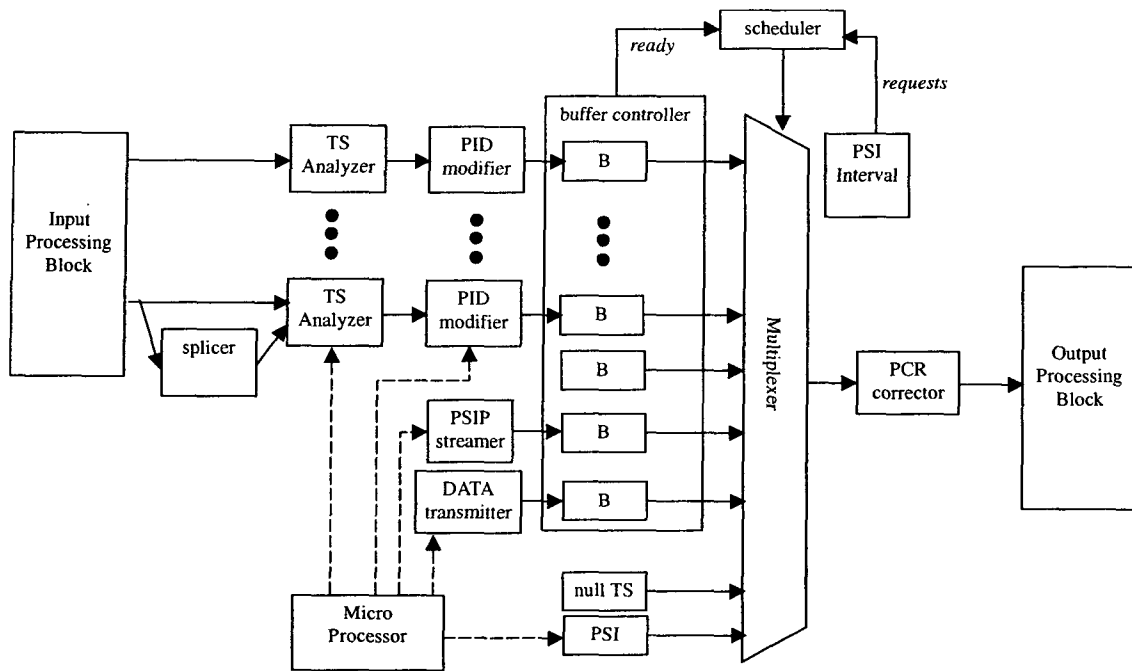 scheduler
ready
requests
buffer controller
TS
Analyzer
PID
modifier
B
PSI
Interval
Input
Processing
Block
TS
Analyzer
PID
modifier
B
splicer
B
Multiplexer
PCR
corrector
Output
Processing
Block
PSIP
streamer
B
DATA
transmitter
B
null TS
Micro
Processor
PSI